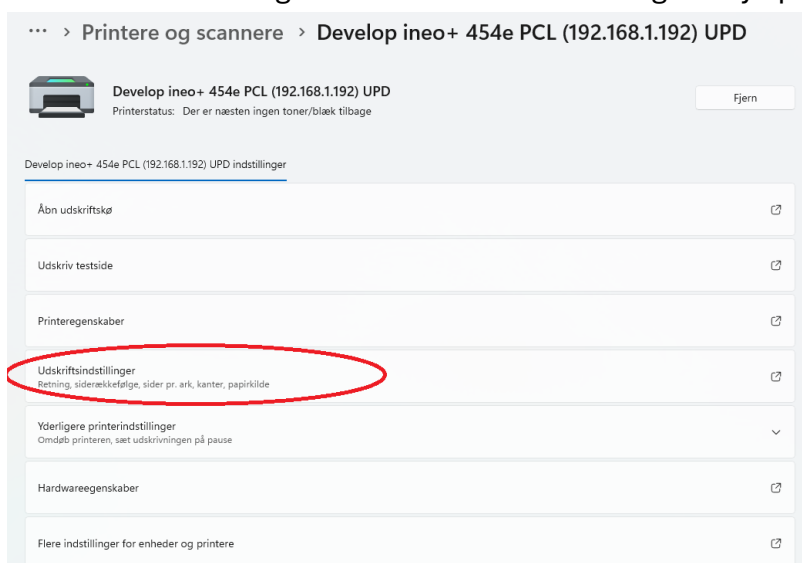 ··· > Printere og scannere > Develop ineo+ 454e PCL (192.168.1.192) UPD
Develop ineo+ 454e PCL (192.168.1.192) UPD
Printerstatus: Der er næsten ingen toner/blæk tilbage
Fjern
Develop ineo+ 454e PCL (192.168.1.192) UPD indstillinger
Åbn udskriftskø
Udskriv testside
Printeregenskaber
Udskriftsindstillinger
Retning, siderækkefølge, sider pr. ark, kanter, papirkilde
Yderligere printerindstillinger
Omdøb printeren, sæt udskrivningen på pause
Hardwareegenskaber
Flere indstillinger for enheder og printere